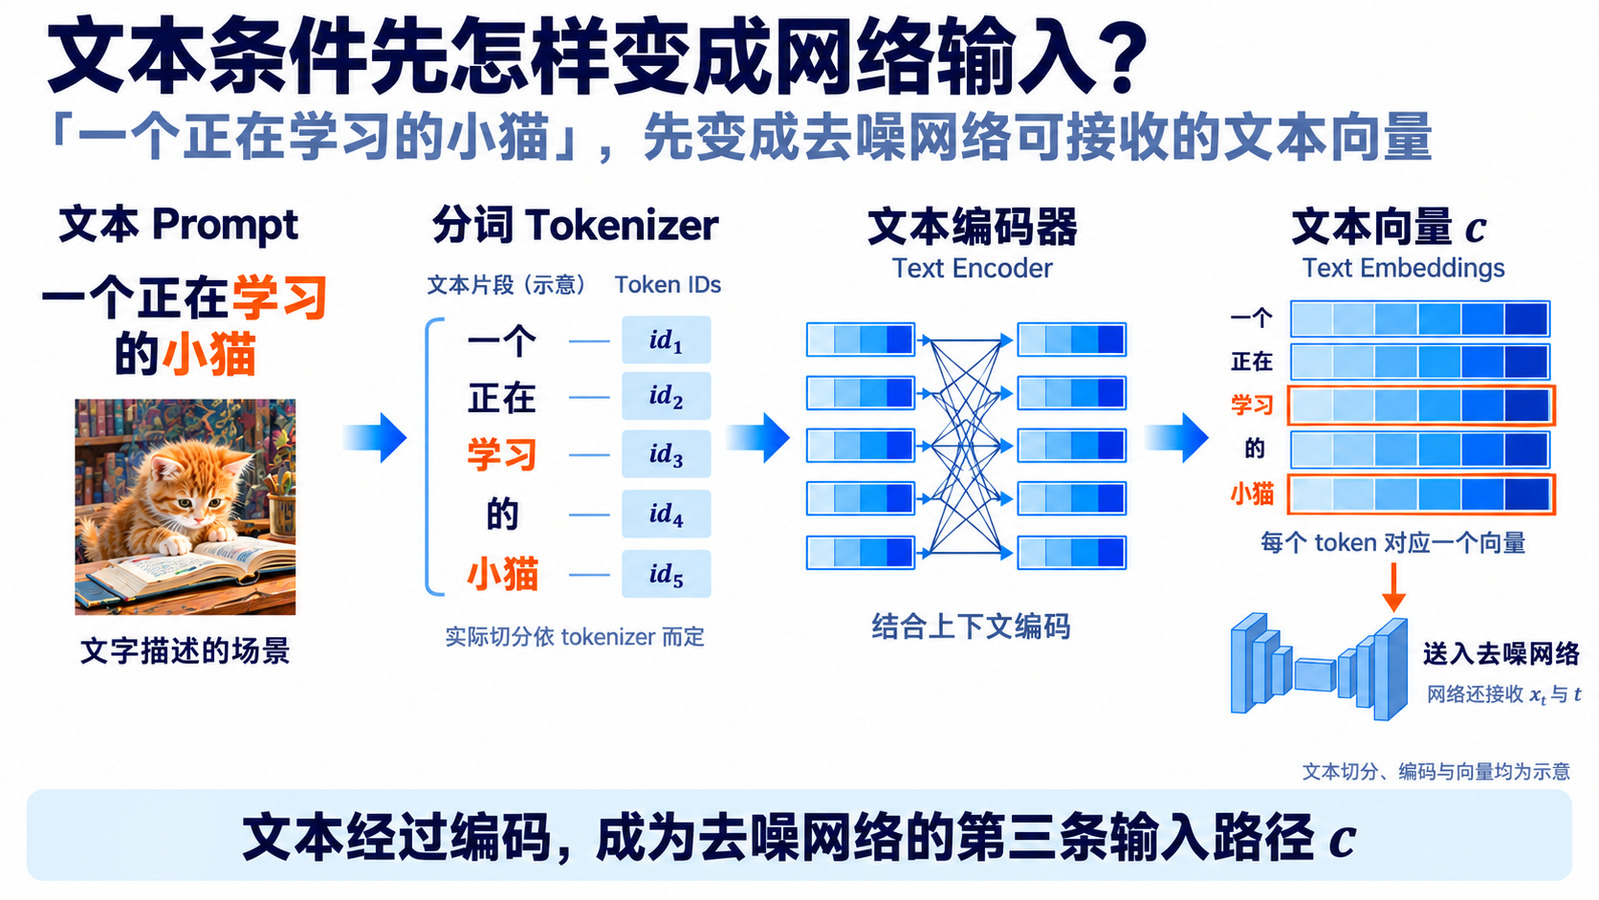 文本条件先怎样变成网络输入？
「一个正在学习的小猫」，先变成去噪网络可接收的文本向量
文本 Prompt
一个正在学习
的小猫
文字描述的场景
分词 Tokenizer
文本片段（示意） Token IDs
一个 id₁
正在 id₂
学习 id₃
的 id₄
小猫 id₅
实际切分依 tokenizer 而定
文本编码器
Text Encoder
结合上下文编码
文本向量 c
Text Embeddings
一个
正在
学习
的
小猫
每个 token 对应一个向量
送入去噪网络
网络还接收 xₜ 与 t
文本切分、编码与向量均为示意
文本经过编码，成为去噪网络的第三条输入路径 c